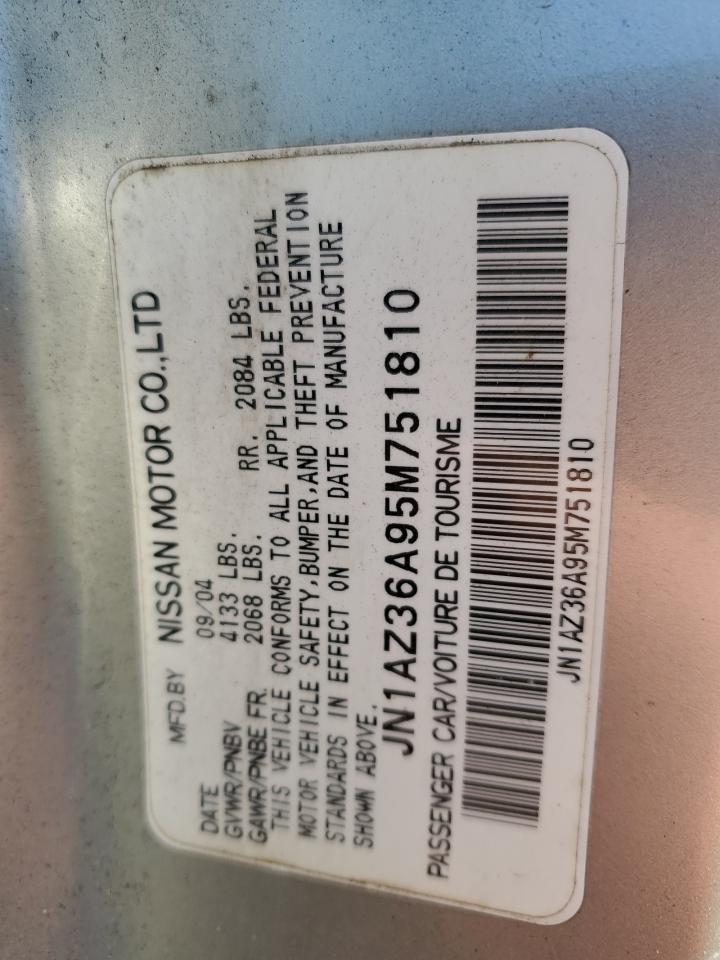 MFD.BY NISSAN MOTOR CO.,LTD
DATE 09/04
GVWR/PNBV 4133 LBS.
GAWR/PNBE FR. 2068 LBS. RR. 2084 LBS.
THIS VEHICLE CONFORMS TO ALL APPLICABLE FEDERAL
MOTOR VEHICLE SAFETY,BUMPER,AND THEFT PREVENTION
STANDARDS IN EFFECT ON THE DATE OF MANUFACTURE
SHOWN ABOVE.
JN1AZ36A95M751810
PASSENGER CAR/VOITURE DE TOURISME
JN1AZ36A95M751810